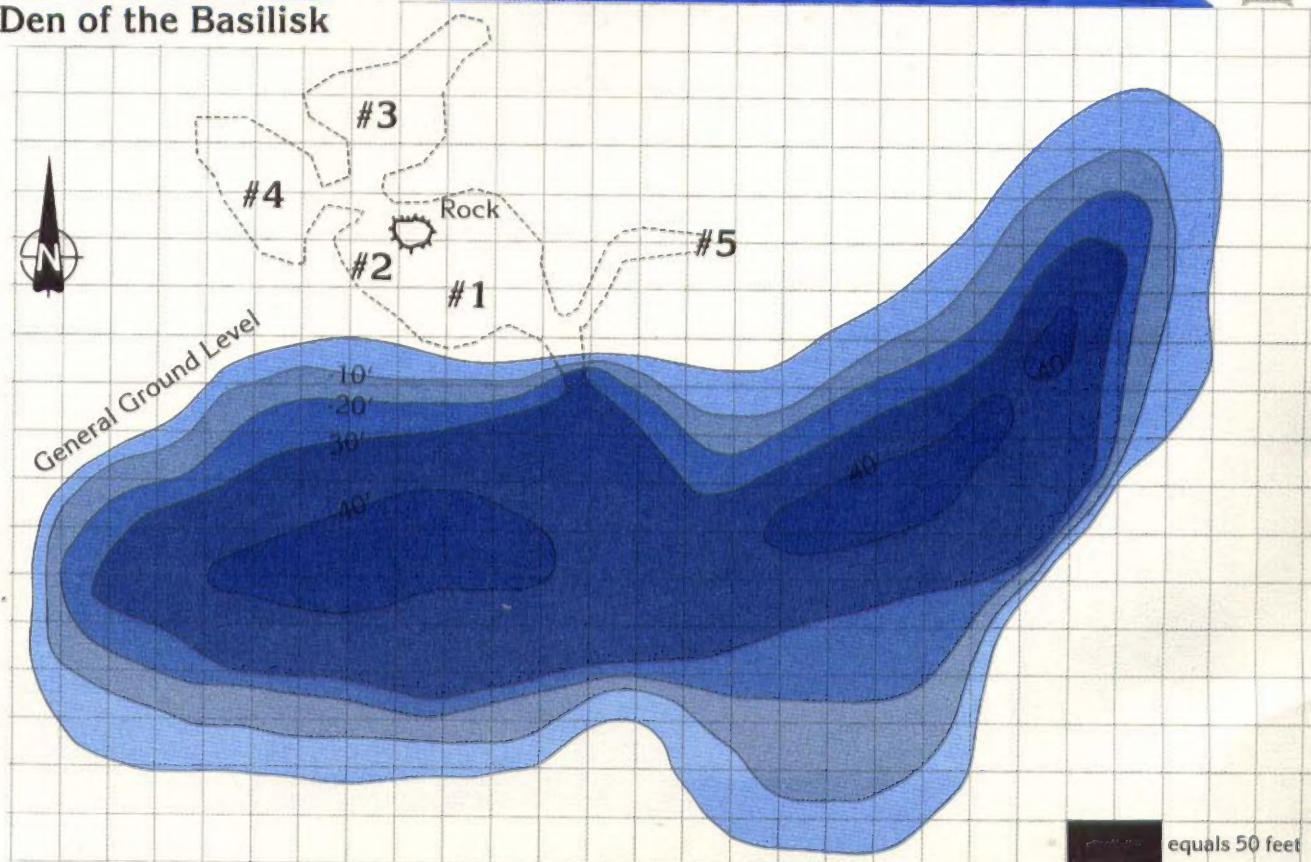 Den of the Basilisk
#3
#4
Rock
#5
#2
#1
N
General Ground Level
-10'
-20'
30'
-40'
40'
40'
equals 50 feet